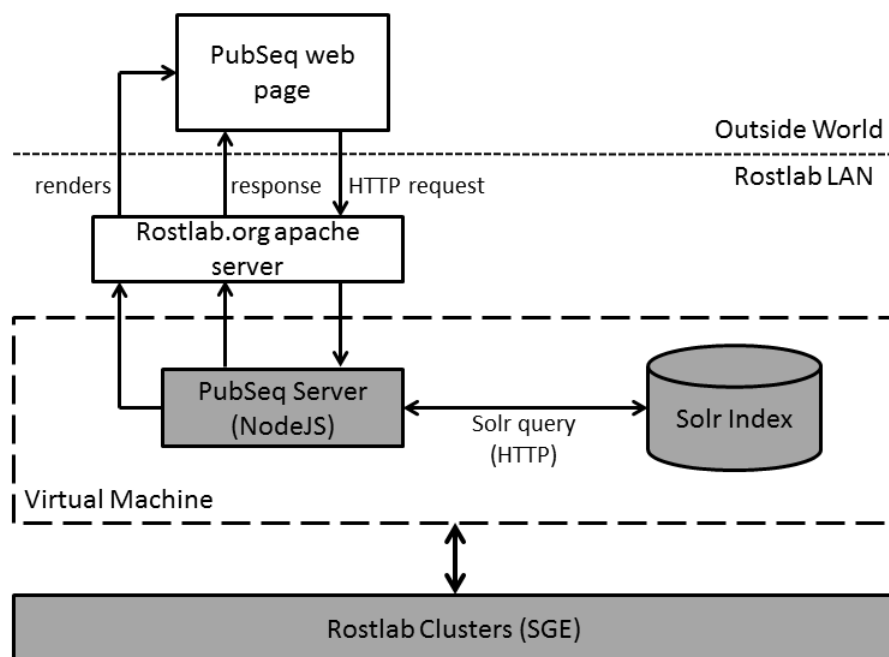 PubSeq web
page
Outside World
Rostlab LAN
renders
response
HTTP request
Rostlab.org apache
server
PubSeq Server
(NodeJS)
Solr query
(HTTP)
Solr Index
Virtual Machine
Rostlab Clusters (SGE)